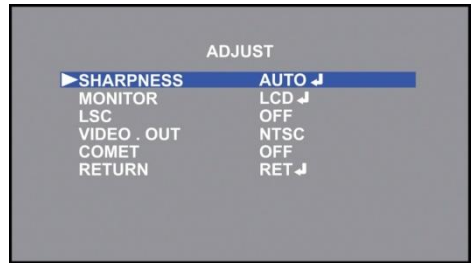 ADJUST
►SHARPNESS AUTO ↲
MONITOR LCD ↲
LSC OFF
VIDEO . OUT NTSC
COMET OFF
RETURN RET ↲